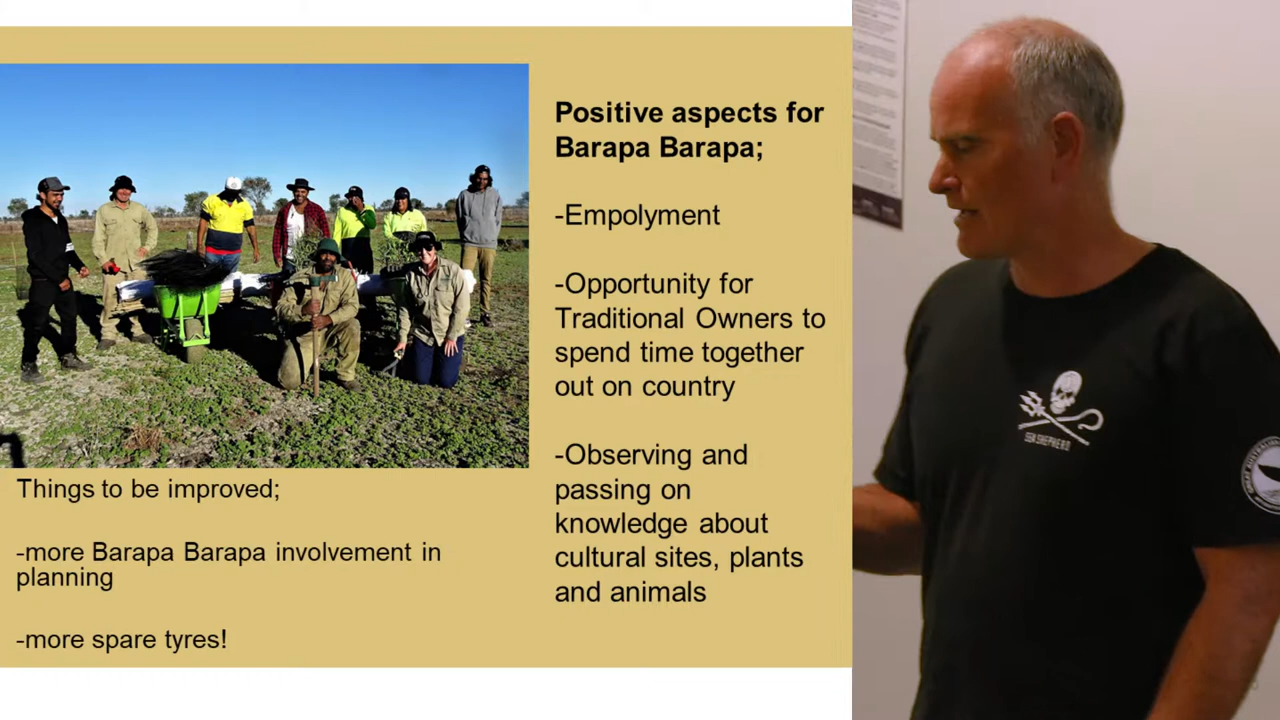 Positive aspects for
Barapa Barapa;
-Empolyment
-Opportunity for
Traditional Owners to
spend time together
out on country
-Observing and
passing on
knowledge about
cultural sites, plants
and animals
Things to be improved;
-more Barapa Barapa involvement in
planning
-more spare tyres!
SEA SHEPHERD